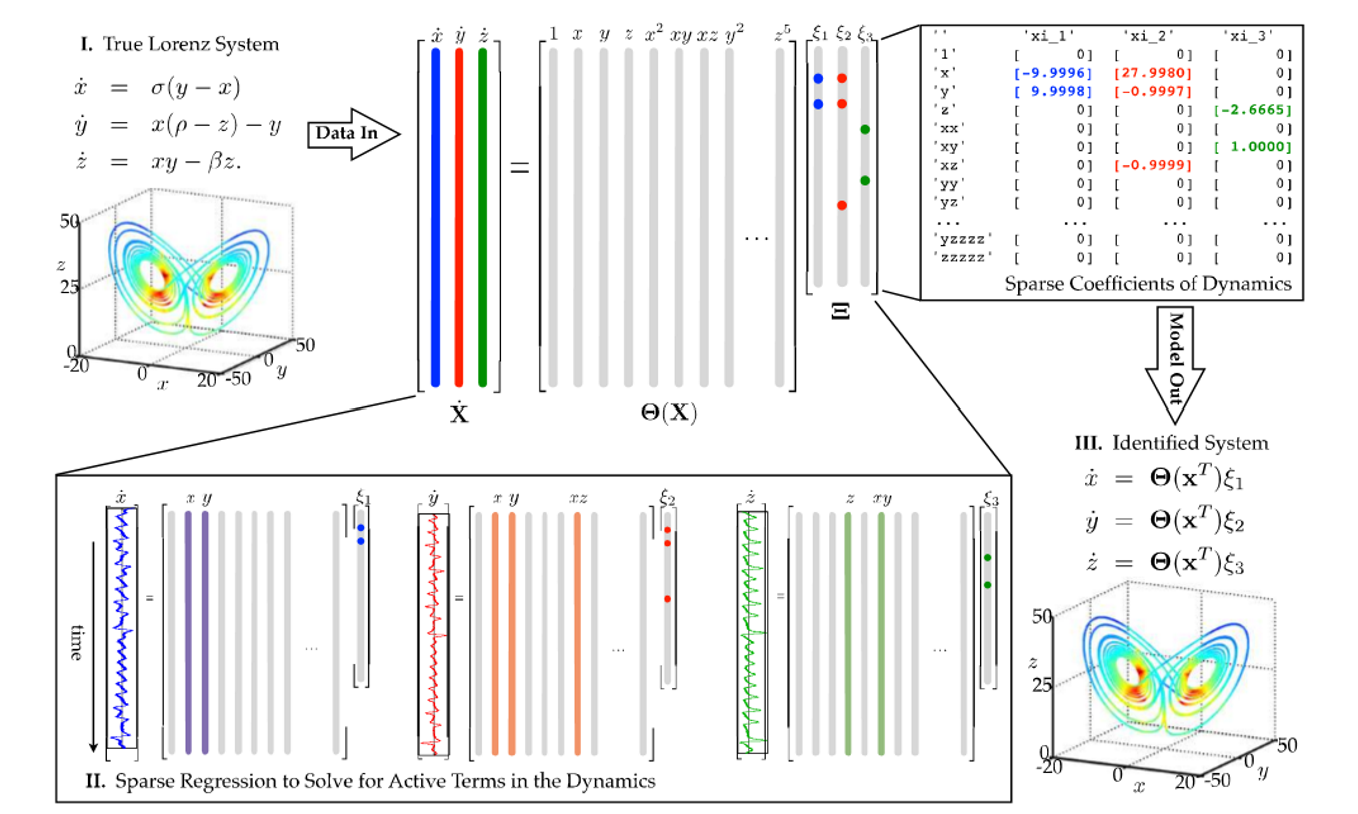 I. True Lorenz System
ẋ = σ(y − x)
ẏ = x(ρ − z) − y
ż = xy − βz.
50
z
25
0
-20
0
x
20
-50
0
y
50
Data In
ẋ ẏ ż
Ẋ
=
1 x y z x² xy xz y² z⁵
...
Θ(X)
ξ₁ ξ₂ ξ₃
Ξ
' ' 'xi_1' 'xi_2' 'xi_3'
'1' [ 0] [ 0] [ 0]
'x' [-9.9996] [27.9980] [ 0]
'y' [ 9.9998] [-0.9997] [ 0]
'z' [ 0] [ 0] [-2.6665]
'xx' [ 0] [ 0] [ 0]
'xy' [ 0] [ 0] [ 1.0000]
'xz' [ 0] [-0.9999] [ 0]
'yy' [ 0] [ 0] [ 0]
'yz' [ 0] [ 0] [ 0]
... ... ... ...
'yzzzz' [ 0] [ 0] [ 0]
'zzzzz' [ 0] [ 0] [ 0]
Sparse Coefficients of Dynamics
Model Out
time
ẋ = x y ... ξ₁
ẏ = x y xz ... ξ₂
ż = z xy ... ξ₃
II. Sparse Regression to Solve for Active Terms in the Dynamics
III. Identified System
ẋ = Θ(xᵀ)ξ₁
ẏ = Θ(xᵀ)ξ₂
ż = Θ(xᵀ)ξ₃
50
z
25
0
-20
0
x
20
-50
0
y
50